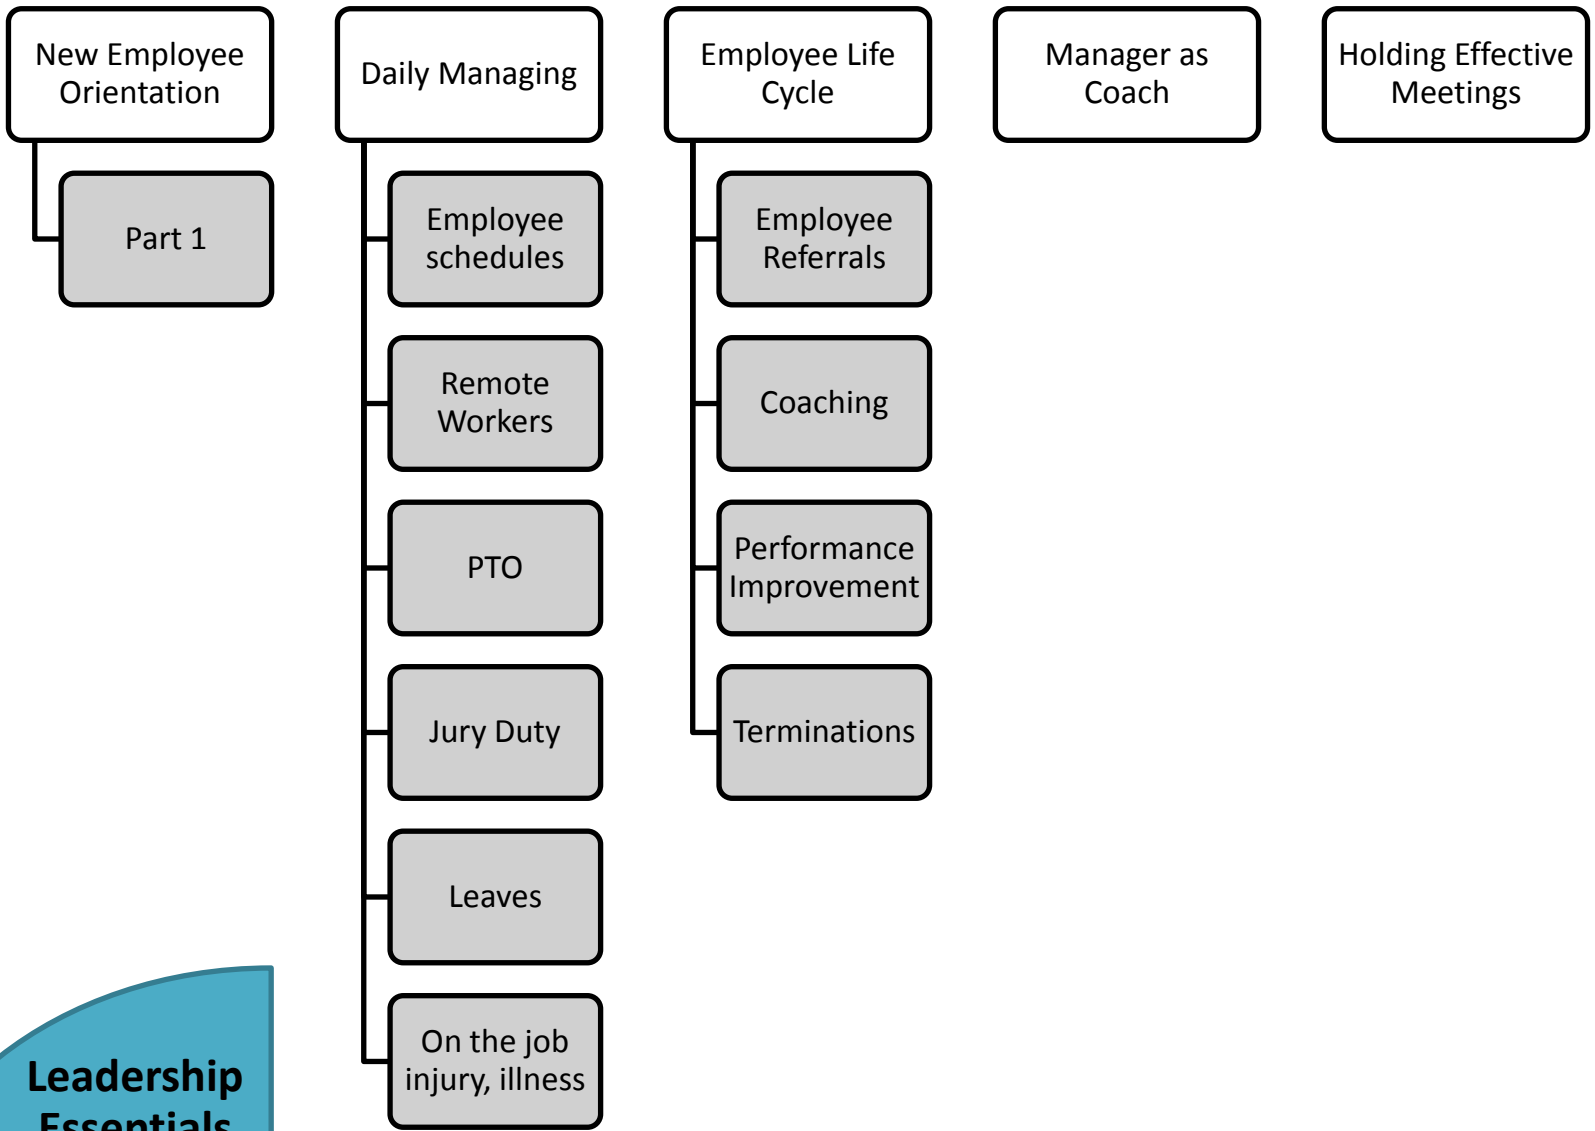 New Employee
Orientation
Part 1
Daily Managing
Employee
schedules
Remote
Workers
PTO
Jury Duty
Leaves
On the job
injury, illness
Employee Life
Cycle
Employee
Referrals
Coaching
Performance
Improvement
Terminations
Manager as
Coach
Holding Effective
Meetings
Leadership
Essentials